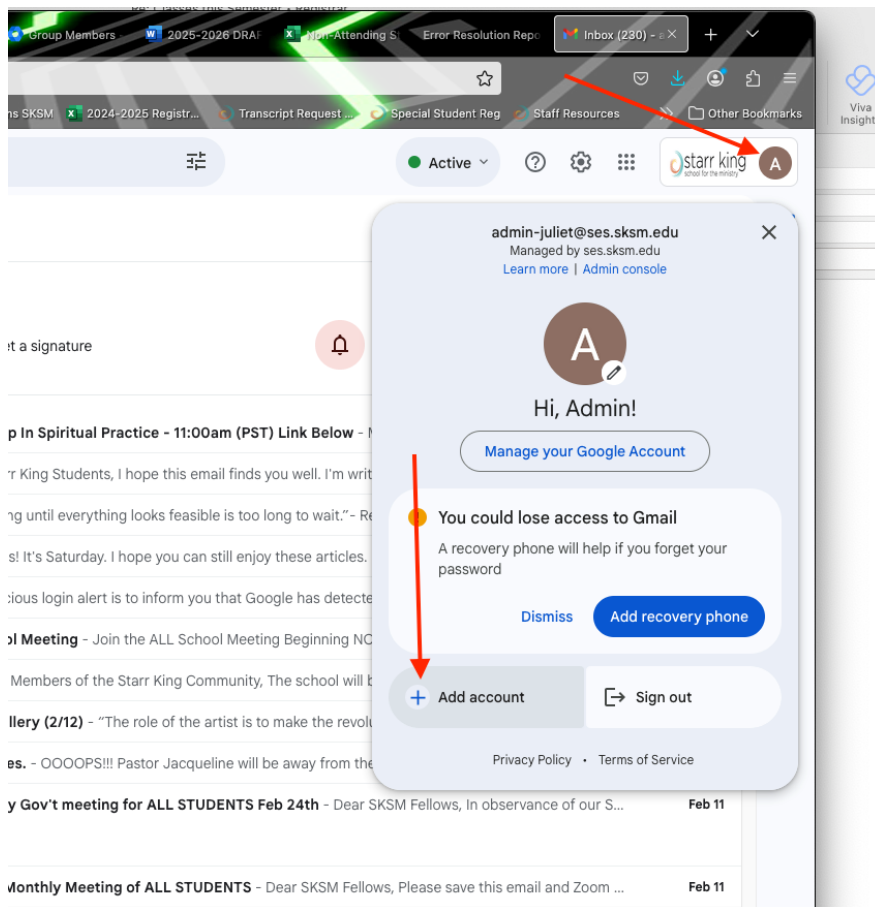 Re: Classes this Semester • Registrar
Group Members
2025-2026 DRAF
Non-Attending S
Error Resolution Repo
Inbox (230) - a
ns SKSM
2024-2025 Registr...
Transcript Request ...
Special Student Reg
Staff Resources
Other Bookmarks
Viva
Insight
Active
starr king
school for the ministry
A
admin-juliet@ses.sksm.edu
Managed by ses.sksm.edu
Learn more | Admin console
A
Hi, Admin!
Manage your Google Account
You could lose access to Gmail
A recovery phone will help if you forget your
password
Dismiss
Add recovery phone
Add account
Sign out
Privacy Policy • Terms of Service
et a signature
p In Spiritual Practice - 11:00am (PST) Link Below -
rr King Students, I hope this email finds you well. I'm writ
ng until everything looks feasible is too long to wait."- Re
s! It's Saturday. I hope you can still enjoy these articles.
cious login alert is to inform you that Google has detecte
ol Meeting - Join the ALL School Meeting Beginning NO
Members of the Starr King Community, The school will b
llery (2/12) - “The role of the artist is to make the revolu
es. - OOOOPS!!! Pastor Jacqueline will be away from the
y Gov't meeting for ALL STUDENTS Feb 24th - Dear SKSM Fellows, In observance of our S... Feb 11
Monthly Meeting of ALL STUDENTS - Dear SKSM Fellows, Please save this email and Zoom ... Feb 11